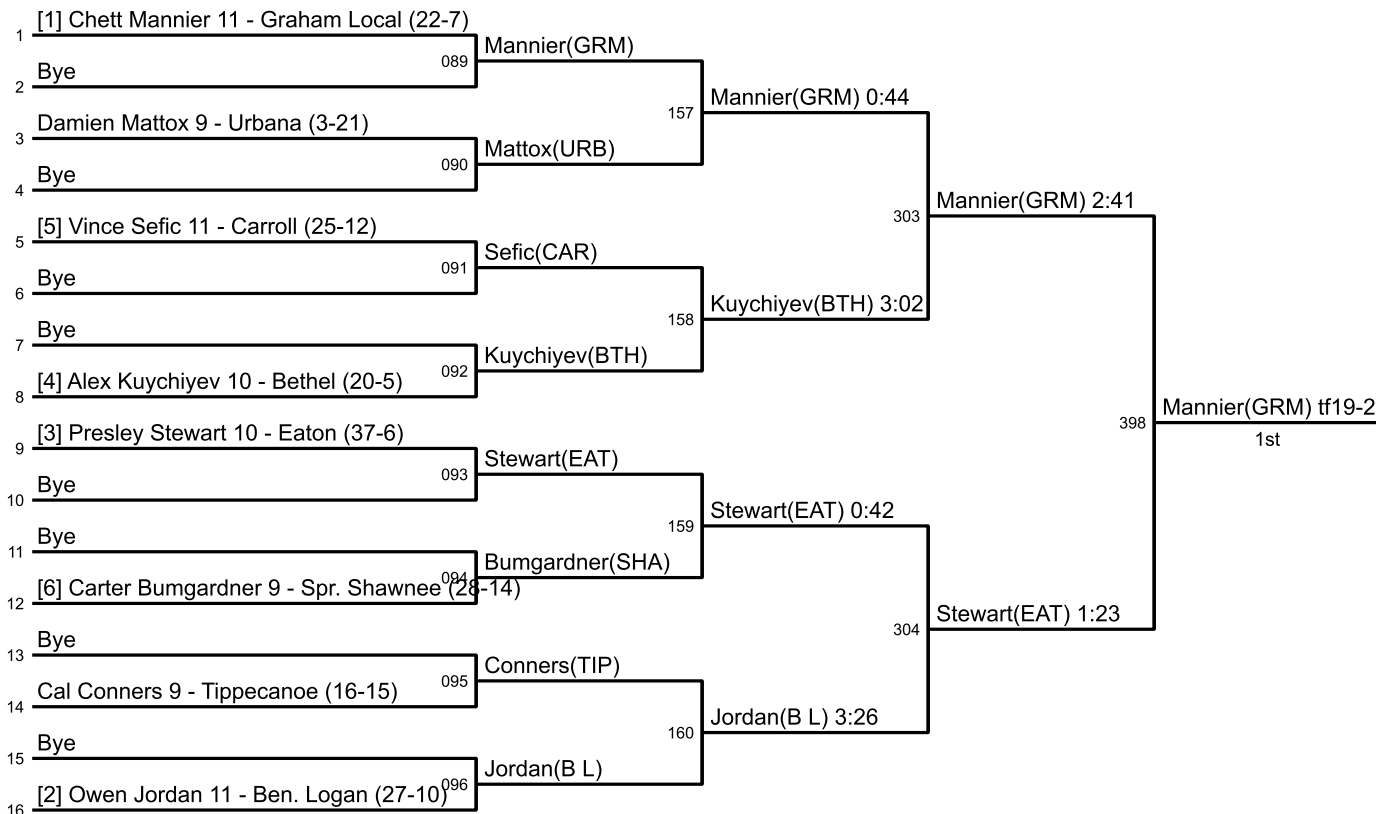 [1] Chett Mannier 11 - Graham Local (22-7)
1
089
Mannier(GRM)
Bye
2
157
Mannier(GRM) 0:44
Damien Mattox 9 - Urbana (3-21)
3
090
Mattox(URB)
Bye
4
303
Mannier(GRM) 2:41
[5] Vince Sefic 11 - Carroll (25-12)
5
091
Sefic(CAR)
Bye
6
158
Kuychiyev(BTH) 3:02
Bye
7
092
Kuychiyev(BTH)
[4] Alex Kuychiyev 10 - Bethel (20-5)
8
398
Mannier(GRM) tf19-2
1st
[3] Presley Stewart 10 - Eaton (37-6)
9
093
Stewart(EAT)
Bye
10
159
Stewart(EAT) 0:42
Bye
11
094
Bumgardner(SHA)
[6] Carter Bumgardner 9 - Spr. Shawnee (28-14)
12
304
Stewart(EAT) 1:23
Bye
13
095
Conners(TIP)
Cal Conners 9 - Tippecanoe (16-15)
14
160
Jordan(B L) 3:26
Bye
15
096
Jordan(B L)
[2] Owen Jordan 11 - Ben. Logan (27-10)
16